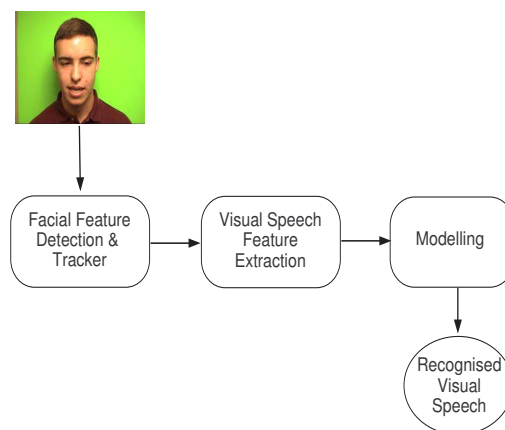 Facial Feature
Detection &
Tracker
Visual Speech
Feature
Extraction
Modelling
Recognised
Visual
Speech